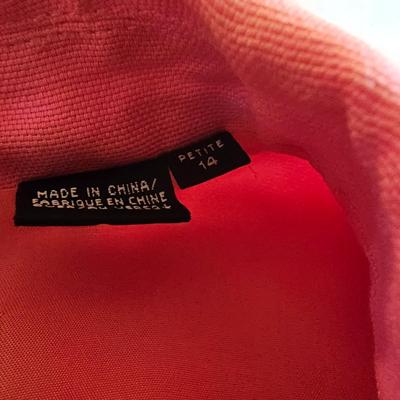 PETITE
14
MADE IN CHINA/
FABRIQUE EN CHINE